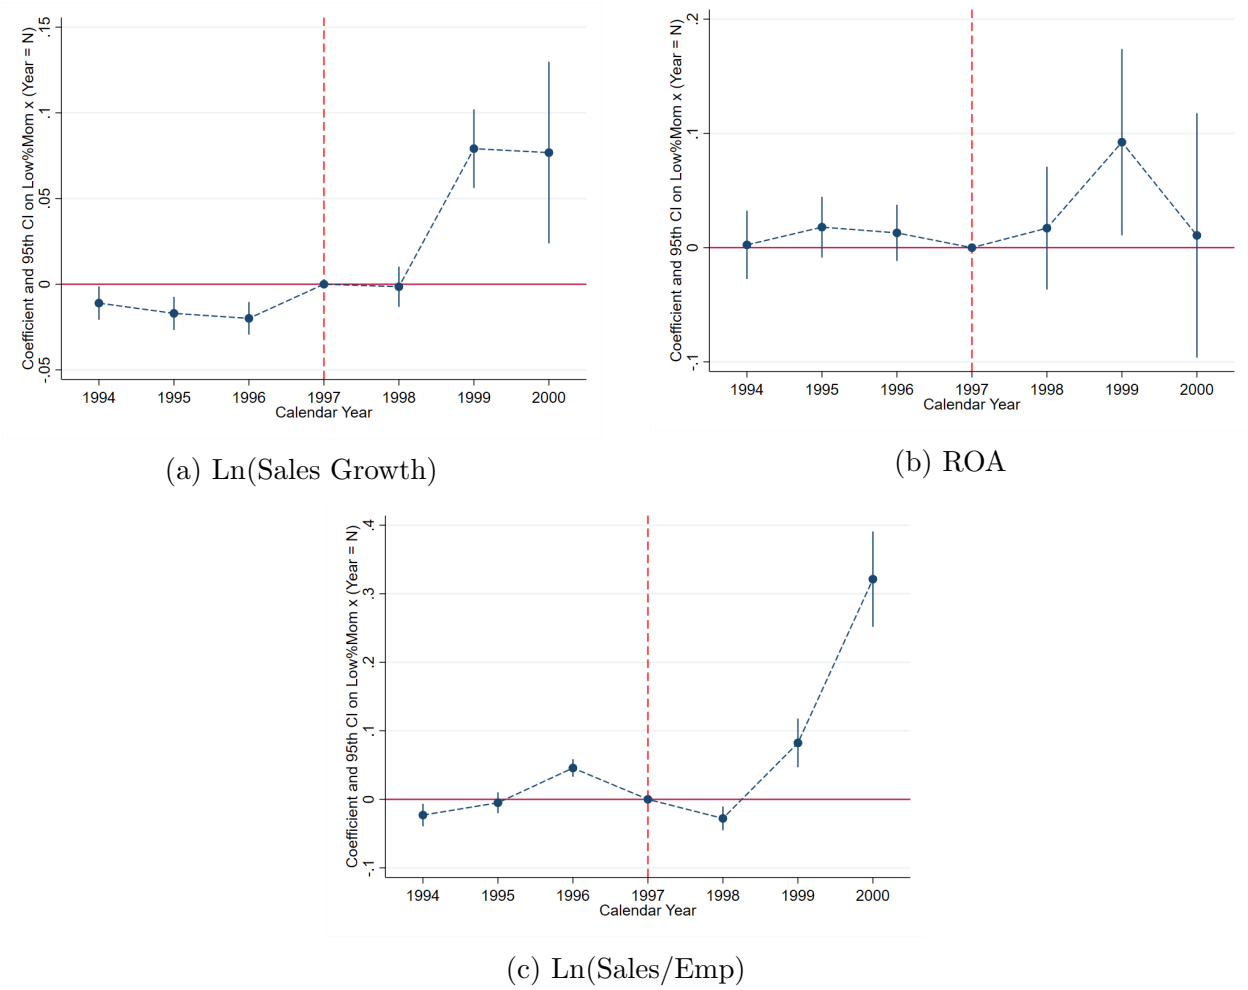 Coefficient and 95th CI on Low%Mom x (Year = N)
.15
.1
.05
0
-.05
1994 1995 1996 1997 1998 1999 2000
Calendar Year
(a) Ln(Sales Growth)
Coefficient and 95th CI on Low%Mom x (Year = N)
.2
.1
0
-.1
1994 1995 1996 1997 1998 1999 2000
Calendar Year
(b) ROA
Coefficient and 95th CI on Low%Mom x (Year = N)
.4
.3
.2
.1
0
-.1
1994 1995 1996 1997 1998 1999 2000
Calendar Year
(c) Ln(Sales/Emp)